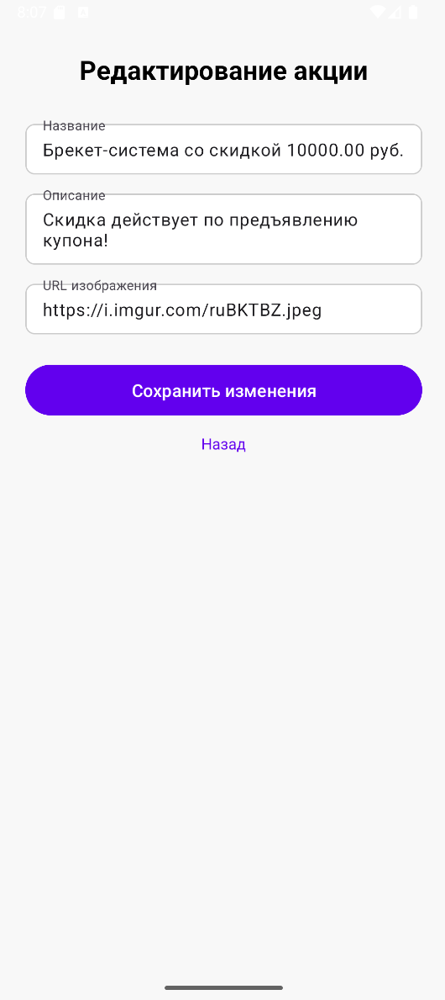 8:07
Редактирование акции
Название
Брекет-система со скидкой 10000.00 руб.
Описание
Скидка действует по предъявлению
купона!
URL изображения
https://i.imgur.com/ruBKTBZ.jpeg
Сохранить изменения
Назад